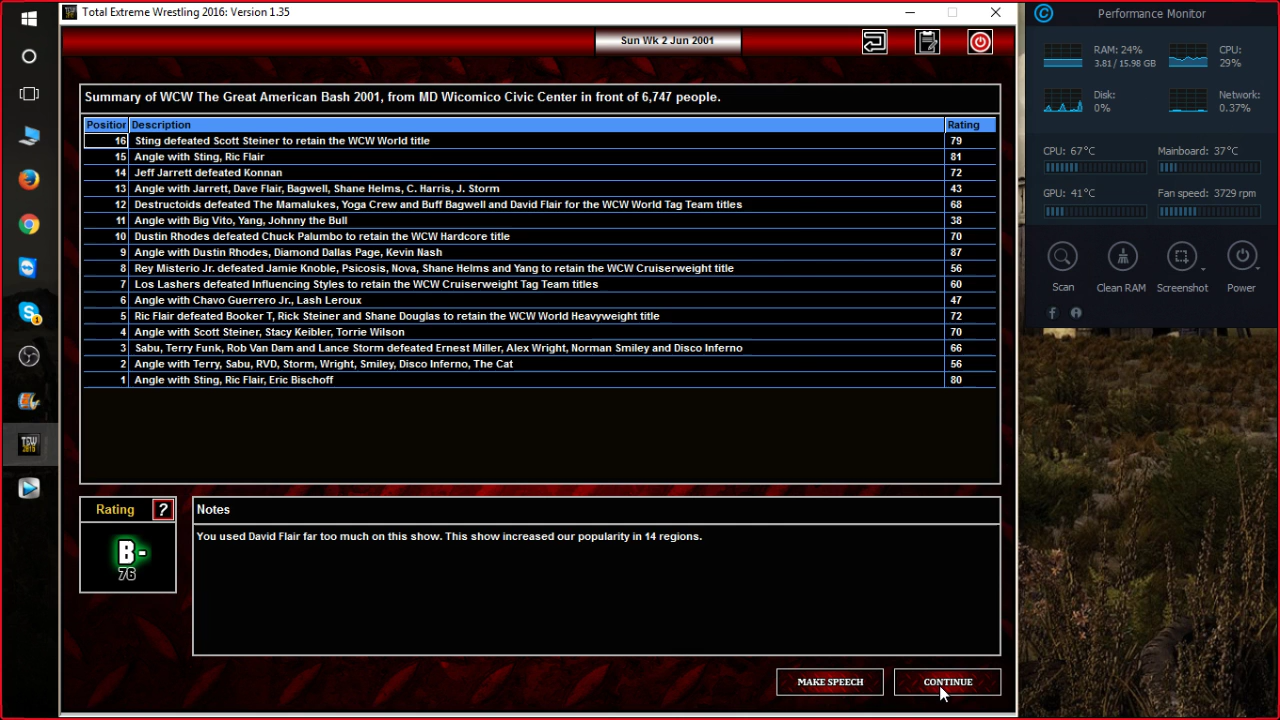 Total Extreme Wrestling 2016: Version 1.35
Sun Wk 2 Jun 2001
Summary of WCW The Great American Bash 2001, from MD Wicomico Civic Center in front of 6,747 people.
Position Description Rating
16 Sting defeated Scott Steiner to retain the WCW World title 79
15 Angle with Sting, Ric Flair 81
14 Jeff Jarrett defeated Konnan 72
13 Angle with Jarrett, Dave Flair, Bagwell, Shane Helms, C. Harris, J. Storm 43
12 Destructoids defeated The Mamalukes, Yoga Crew and Buff Bagwell and David Flair for the WCW World Tag Team titles 68
11 Angle with Big Vito, Yang, Johnny the Bull 38
10 Dustin Rhodes defeated Chuck Palumbo to retain the WCW Hardcore title 70
9 Angle with Dustin Rhodes, Diamond Dallas Page, Kevin Nash 87
8 Rey Misterio Jr. defeated Jamie Knoble, Psicosis, Nova, Shane Helms and Yang to retain the WCW Cruiserweight title 56
7 Los Lashers defeated Influencing Styles to retain the WCW Cruiserweight Tag Team titles 60
6 Angle with Chavo Guerrero Jr., Lash Leroux 47
5 Ric Flair defeated Booker T, Rick Steiner and Shane Douglas to retain the WCW World Heavyweight title 72
4 Angle with Scott Steiner, Stacy Keibler, Torrie Wilson 70
3 Sabu, Terry Funk, Rob Van Dam and Lance Storm defeated Ernest Miller, Alex Wright, Norman Smiley and Disco Inferno 66
2 Angle with Terry, Sabu, RVD, Storm, Wright, Smiley, Disco Inferno, The Cat 56
1 Angle with Sting, Ric Flair, Eric Bischoff 80
Rating ?
B-
76
Notes
You used David Flair far too much on this show. This show increased our popularity in 14 regions.
MAKE SPEECH CONTINUE
Performance Monitor
RAM: 24%
3.81 / 15.98 GB
CPU:
29%
Disk:
0%
Network:
0.37%
CPU: 67°C Mainboard: 37°C
GPU: 41°C Fan speed: 3729 rpm
Scan Clean RAM Screenshot Power
TEW
2016